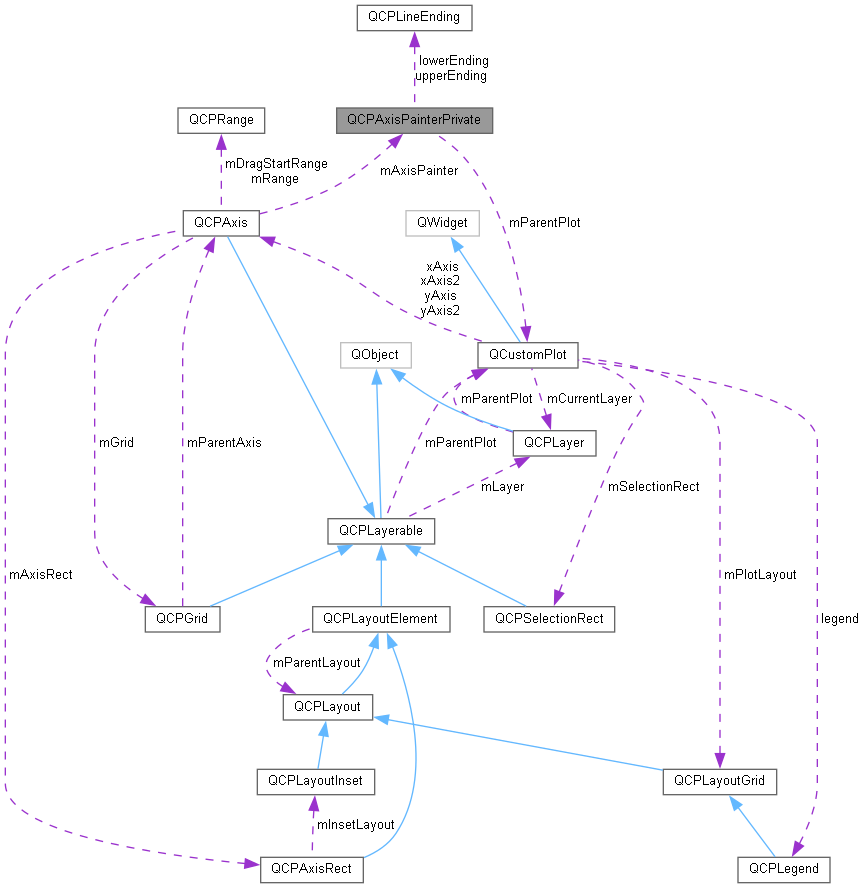 QCPLineEnding
lowerEnding
upperEnding
QCPRange
QCPAxisPainterPrivate
mDragStartRange
mRange
mAxisPainter
QCPAxis
QWidget
mParentPlot
xAxis
xAxis2
yAxis
yAxis2
QObject
QCustomPlot
mParentPlot
mCurrentLayer
mGrid
mParentAxis
mParentPlot
QCPLayer
mLayer
mSelectionRect
QCPLayerable
mAxisRect
mPlotLayout
QCPGrid
QCPLayoutElement
QCPSelectionRect
legend
mParentLayout
QCPLayout
QCPLayoutInset
QCPLayoutGrid
mInsetLayout
QCPAxisRect
QCPLegend